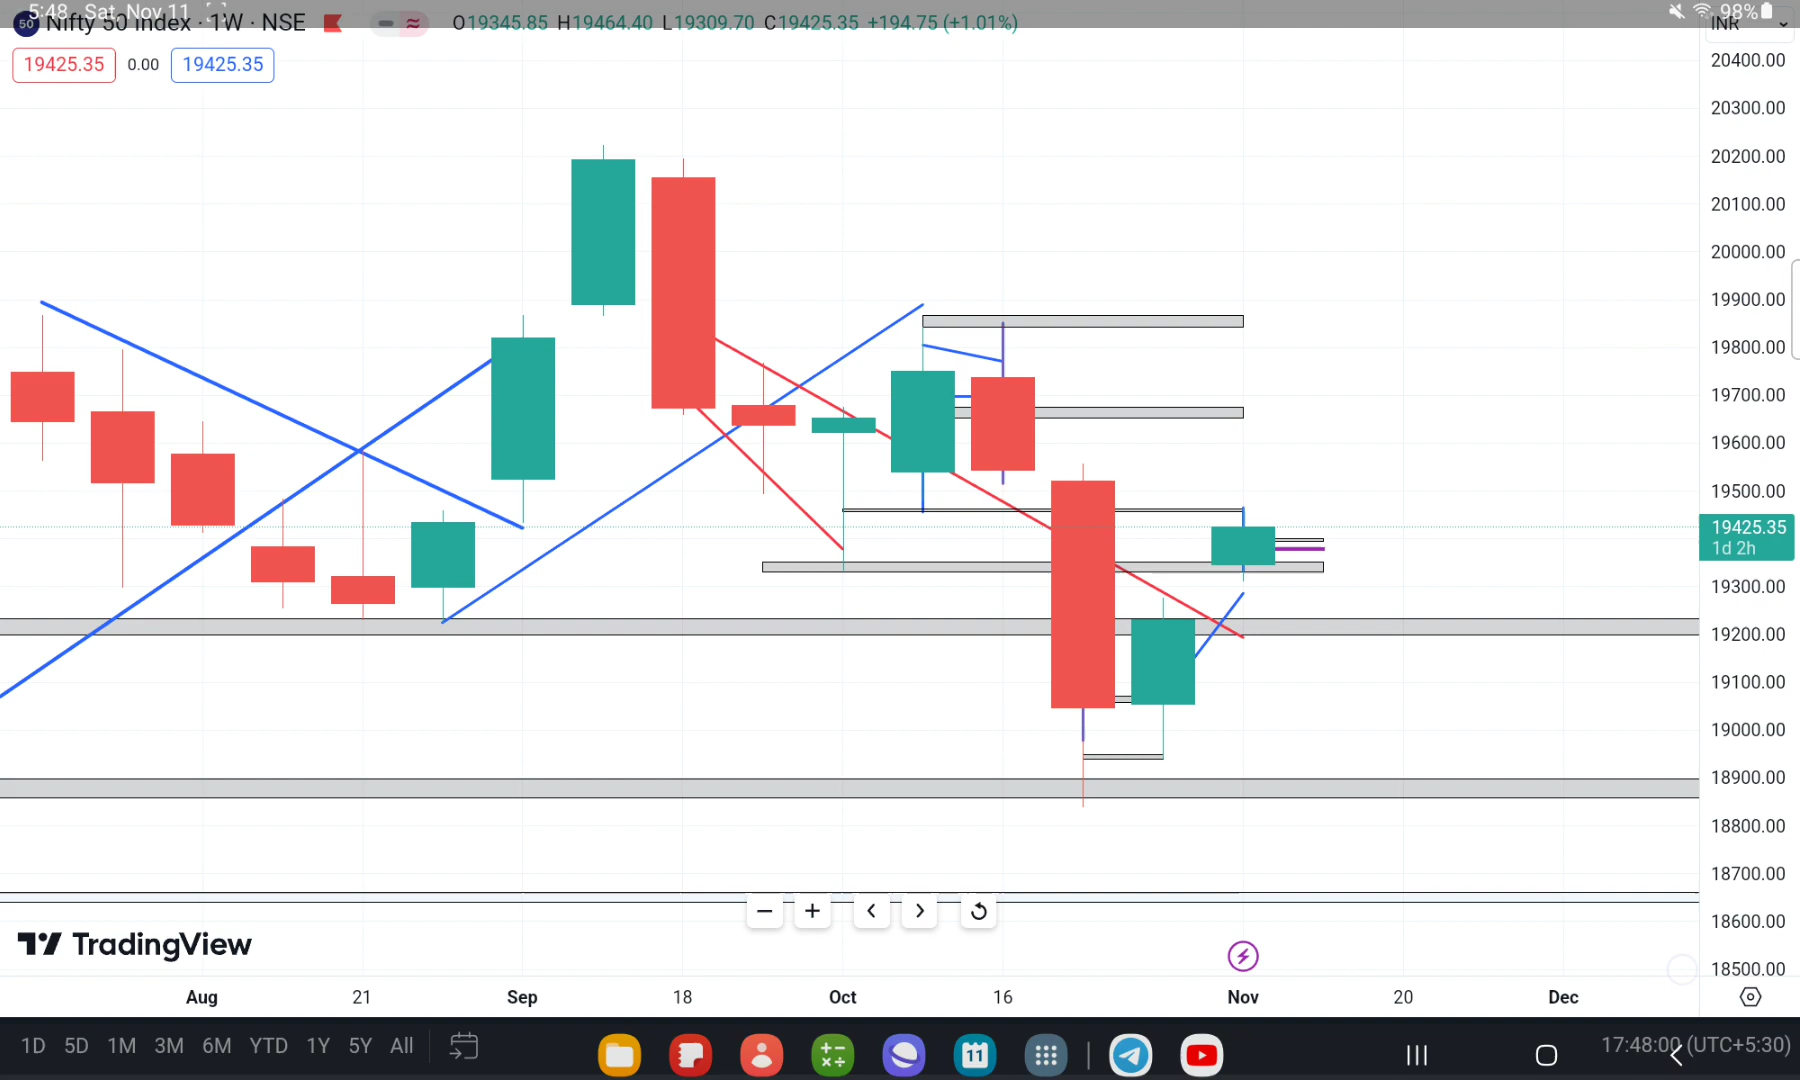 5:48 Sat, Nov 11
98%
50 Nifty 50 Index · 1W · NSE O19345.85 H19464.40 L19309.70 C19425.35 +194.75 (+1.01%)
INR
19425.35 0.00 19425.35
20400.00
20300.00
20200.00
20100.00
20000.00
19900.00
19800.00
19700.00
19600.00
19500.00
19425.35
1d 2h
19300.00
19200.00
19100.00
19000.00
18900.00
18800.00
18700.00
18600.00
18500.00
TradingView
Aug 21 Sep 18 Oct 16 Nov 20 Dec
1D 5D 1M 3M 6M YTD 1Y 5Y All
11
17:48:00 (UTC+5:30)